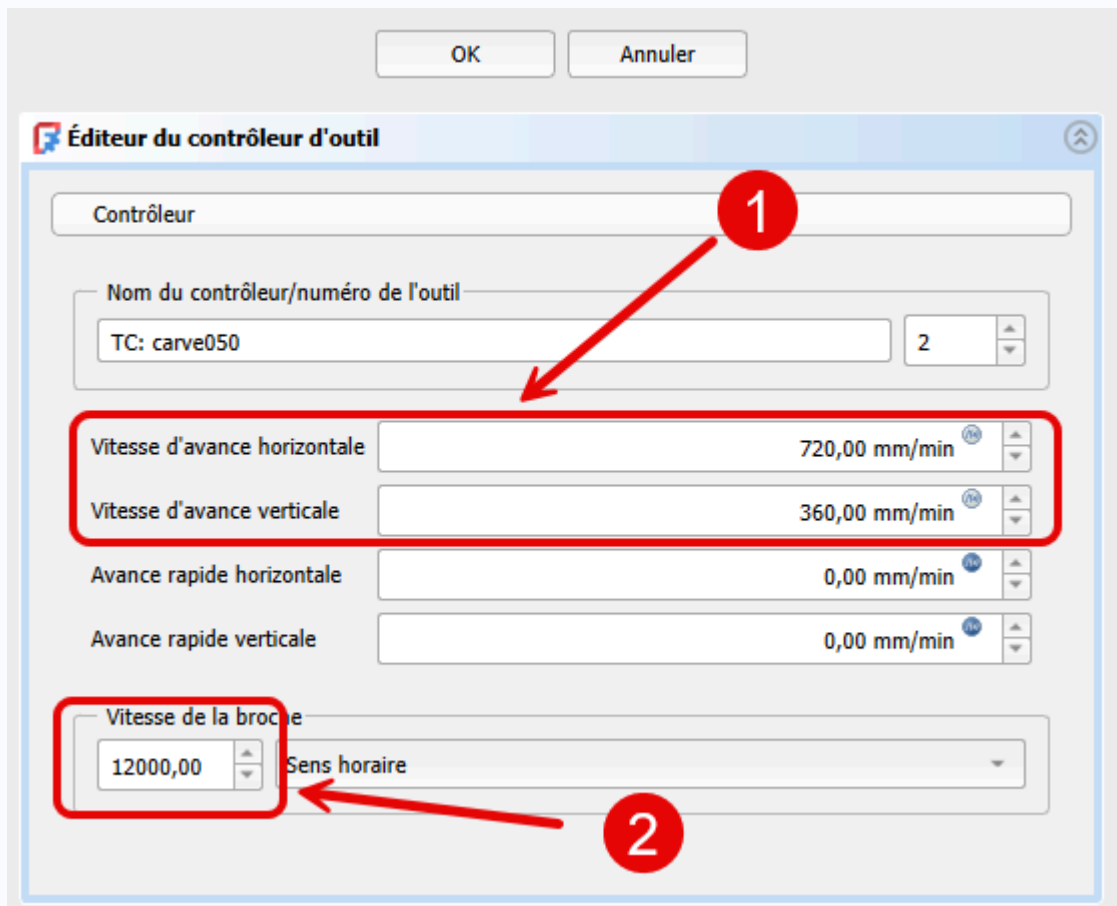 OK Annuler
Éditeur du contrôleur d'outil
Contrôleur
1
Nom du contrôleur/numéro de l'outil
TC: carve050 2
Vitesse d'avance horizontale 720,00 mm/min
Vitesse d'avance verticale 360,00 mm/min
Avance rapide horizontale 0,00 mm/min
Avance rapide verticale 0,00 mm/min
Vitesse de la broche
12000,00 Sens horaire
2